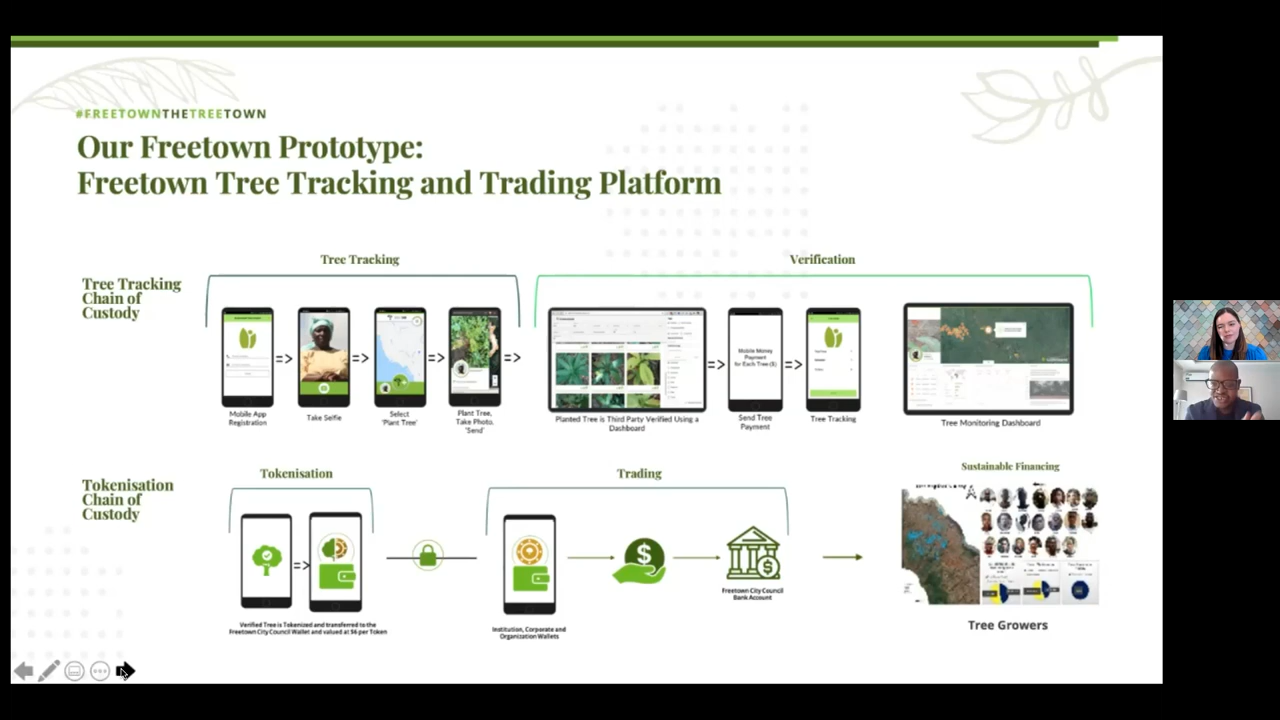 #FREETOWNTHETREETOWN
Our Freetown Prototype:
Freetown Tree Tracking and Trading Platform
Tree Tracking
Verification
Tree Tracking
Chain of
Custody
Mobile Money
Payment
for Each Tree ($)
Mobile App
Registration
Take Selfie
Select
'Plant Tree'
Plant Tree,
Take Photo,
'Send'
Planted Tree is Third Party Verified Using a
Dashboard
Send Tree
Payment
Tree Tracking
Tree Monitoring Dashboard
Tokenisation
Trading
Sustainable Financing
Tokenisation
Chain of
Custody
Verified Tree is Tokenized and transferred to the
Freetown City Council Wallet and valued at $6 per Token
Institution, Corporate and
Organization Wallets
Freetown City Council
Bank Account
Tree Growers